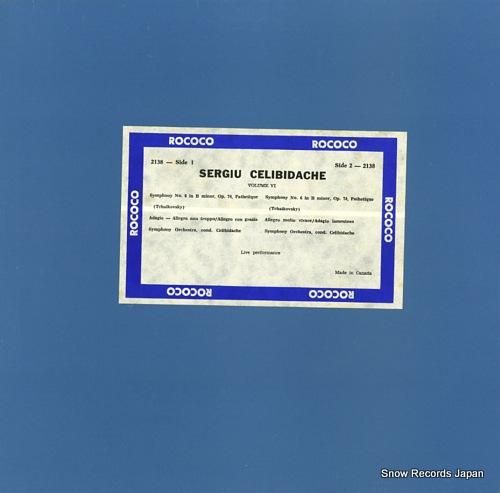 ROCOCO ROCOCO
2138 — Side 1 Side 2 — 2138
SERGIU CELIBIDACHE
VOLUME VI
Symphony No. 6 in B minor, Op. 74, Pathetique
(Tchaikovsky)
Adagio — Allegro non troppo/Allegro con grazia
Symphony Orchestra, cond. Celibidache
Symphony No. 6 in B minor, Op. 74, Pathetique
(Tchaikovsky)
Allegro molto vivace/Adagio lamentoso
Symphony Orchestra, cond. Celibidache
Live performance
Made in Canada
ROCOCO
ROCOCO
ROCOCO ROCOCO
Snow Records Japan